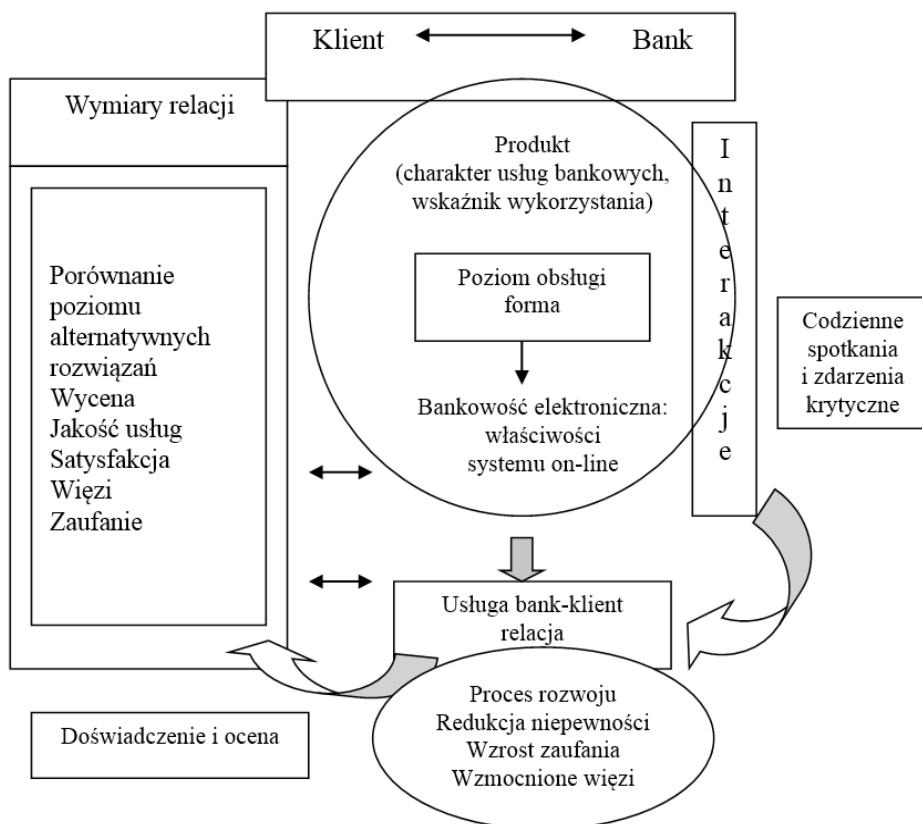 Klient Bank
Wymiary relacji
Produkt
(charakter usług bankowych,
wskaźnik wykorzystania)
Interakcje
Porównanie
poziomu
alternatywnych
rozwiązań
Wycena
Jakość usług
Satysfakcja
Więzi
Zaufanie
Poziom obsługi
forma
Bankowość elektroniczna:
właściwości
systemu on-line
Codzienne
spotkania
i zdarzenia
krytyczne
Usługa bank-klient
relacja
Proces rozwoju
Redukcja niepewności
Wzrost zaufania
Wzmocnione więzi
Doświadczenie i ocena